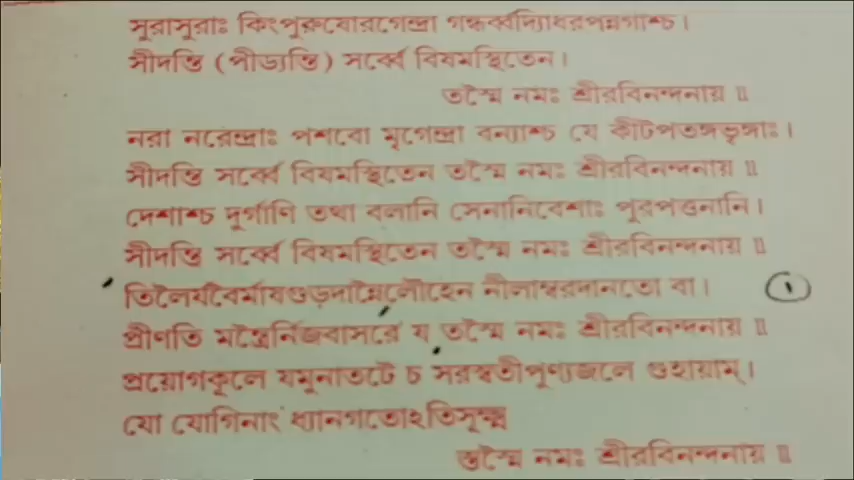 সুরাসুরাঃ কিংপুরুষোরগেন্দ্রা গন্ধর্ব্বদ্যিাধরপন্নগাশ্চ।
সীদন্তি (পীড্যন্তি) সর্ব্বে বিষমস্থিতেন।
তস্মৈ নমঃ শ্রীরবিনন্দনায় ॥
নরা নরেন্দ্রাঃ পশবো মৃগেন্দ্রা বন্যাশ্চ যে কীটপতঙ্গভৃঙ্গাঃ।
সীদন্তি সর্ব্বে বিষমস্থিতেন তস্মৈ নমঃ শ্রীরবিনন্দনায় ॥
দেশাশ্চ দুর্গাণি তথা বনানি সেনানিবেশাঃ পুরপত্তনানি।
সীদন্তি সর্ব্বে বিষমস্থিতেন তস্মৈ নমঃ শ্রীরবিনন্দনায় ॥
তিলৈর্যবৈর্মাষগুড়দান্নৈর্লৌহেন নীলাম্বরদানতো বা। ১
প্রীণতি মন্ত্রৈর্নিজবাসরে য তস্মৈ নমঃ শ্রীরবিনন্দনায় ॥
প্রয়োগকূলে যমুনাতটে চ সরস্বতীপূণ্যজলে গুহায়াম্।
যো যোগিনাং ধ্যানগতোঽতিসূক্ষ্ম
তস্মৈ নমঃ শ্রীরবিনন্দনায় ॥